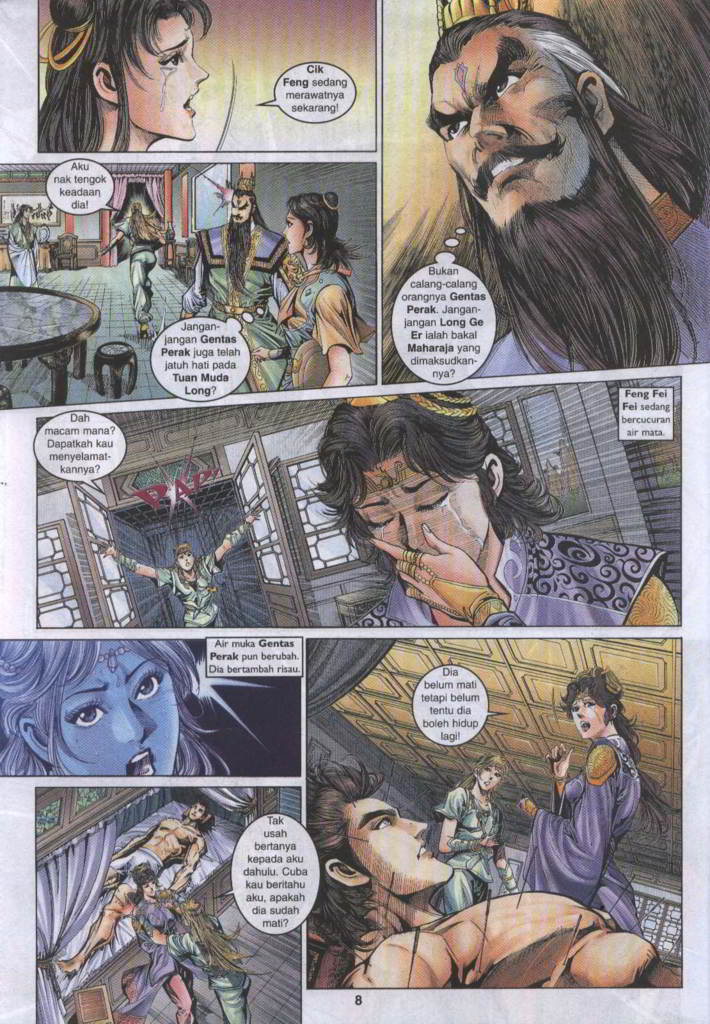 Cik
Feng sedang
merawatnya
sekarang!
Aku
nak tengok
keadaan
dia!
Jangan-
jangan Gentas
Perak juga telah
jatuh hati pada
Tuan Muda
Long?
Bukan
calang-calang
orangnya Gentas
Perak. Jangan-
jangan Long Ge
Er ialah bakal
Maharaja yang
dimaksudkan-
nya?
Dah
macam mana?
Dapatkah kau
menyelamat-
kannya?
PAP!
Feng Fei
Fei sedang
bercucuran
air mata.
Air muka Gentas
Perak pun berubah.
Dia bertambah risau.
Tak
usah
bertanya
kepada aku
dahulu. Cuba
kau beritahu
aku, apakah
dia sudah
mati?
Dia
belum mati
tetapi belum
tentu dia
boleh hidup
lagi!
8